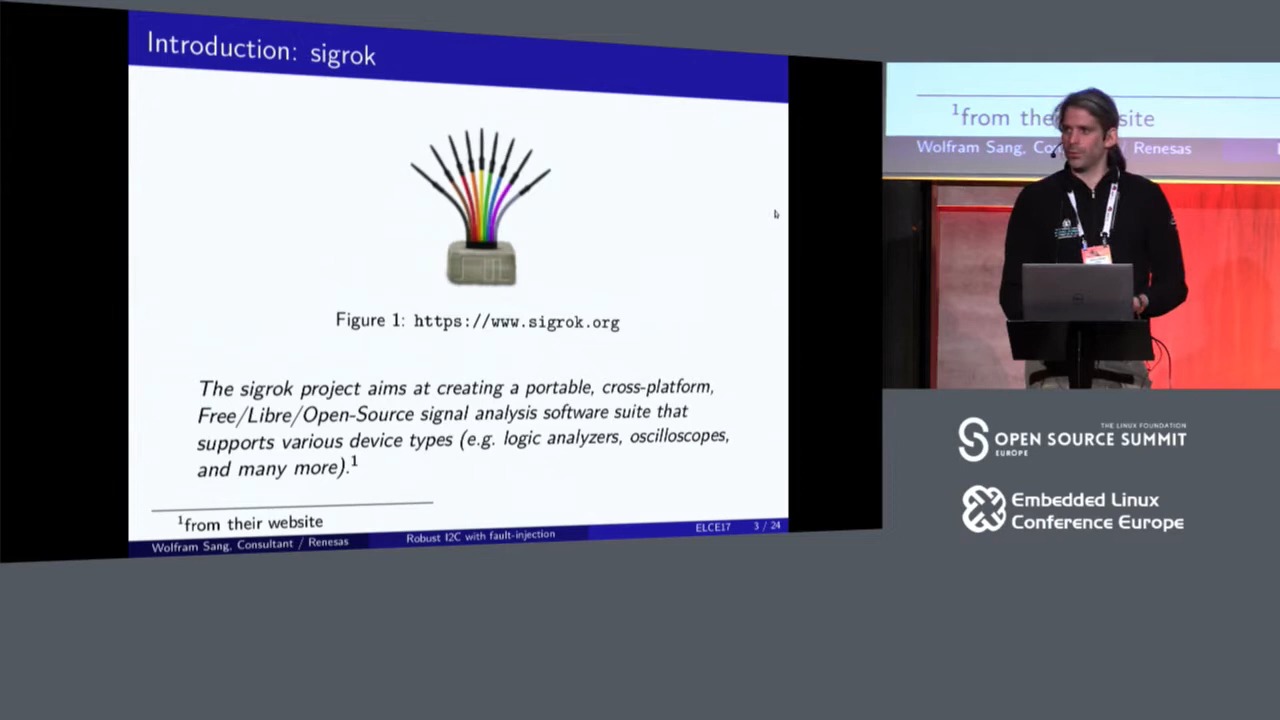 Introduction: sigrok
Figure 1: https://www.sigrok.org
The sigrok project aims at creating a portable, cross-platform,
Free/Libre/Open-Source signal analysis software suite that
supports various device types (e.g. logic analyzers, oscilloscopes,
and many more).1
1from their website
Wolfram Sang, Consultant / Renesas
Robust I2C with fault-injection
ELCE17
3 / 24
1from the site
Wolfram Sang, Co / Renesas
THE LINUX FOUNDATION
OPEN SOURCE SUMMIT
EUROPE
Embedded Linux
Conference Europe